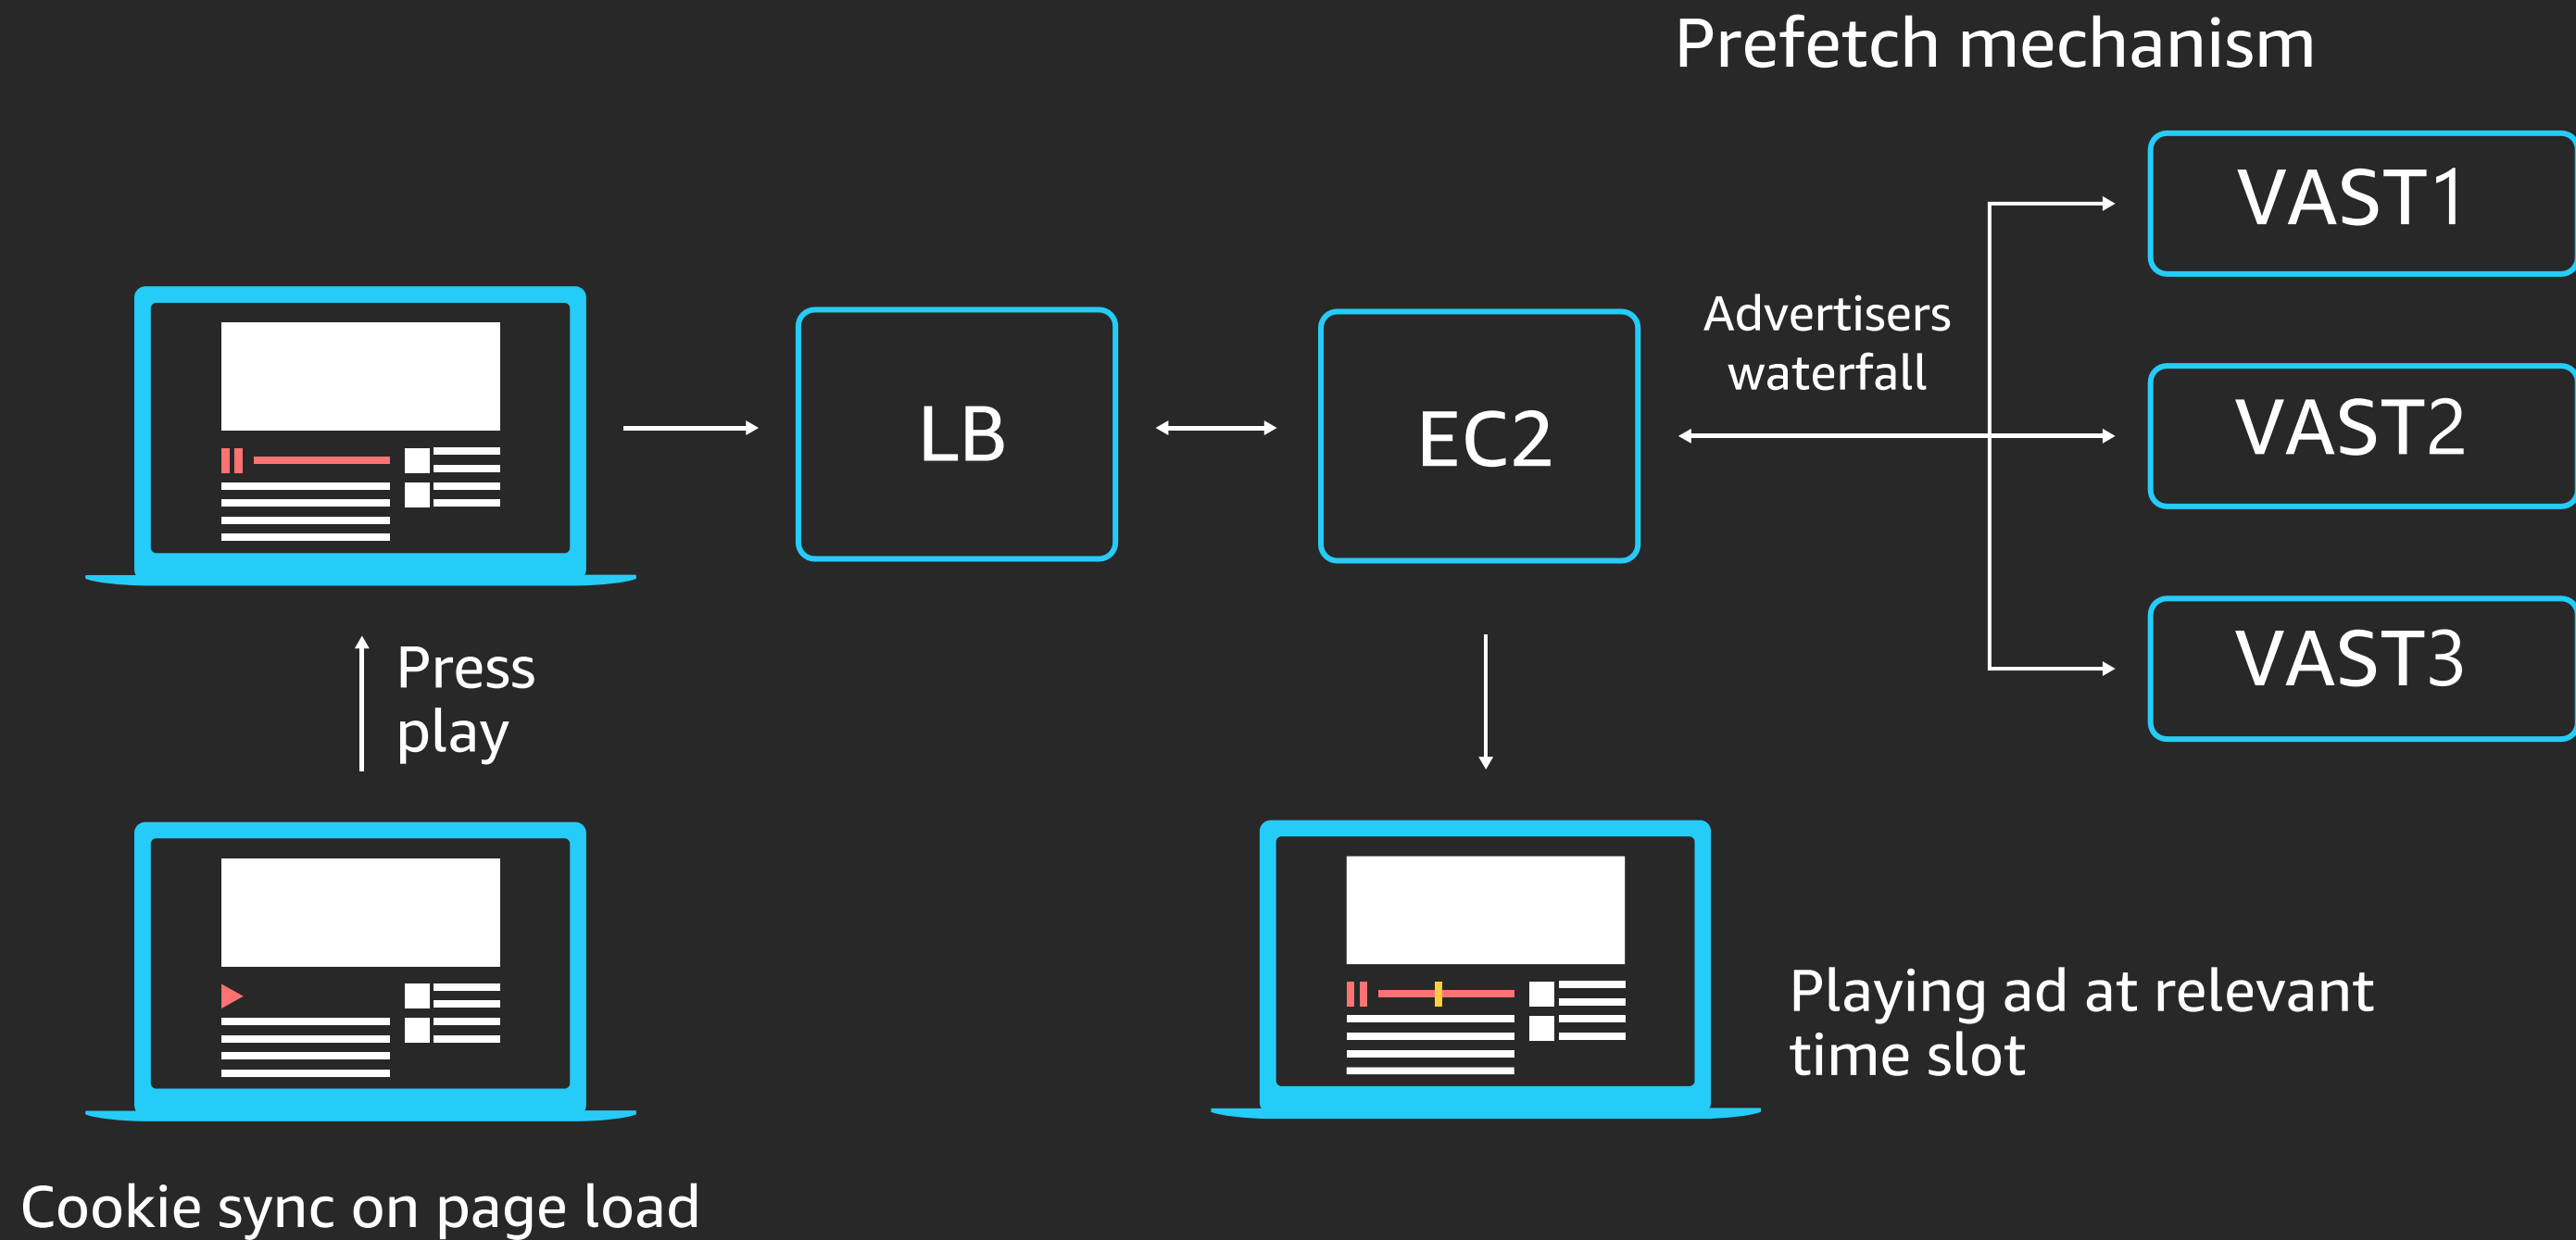 Prefetch mechanism
VAST1
Advertisers
waterfall
LB
EC2
VAST2
VAST3
Press
play
Playing ad at relevant
time slot
Cookie sync on page load